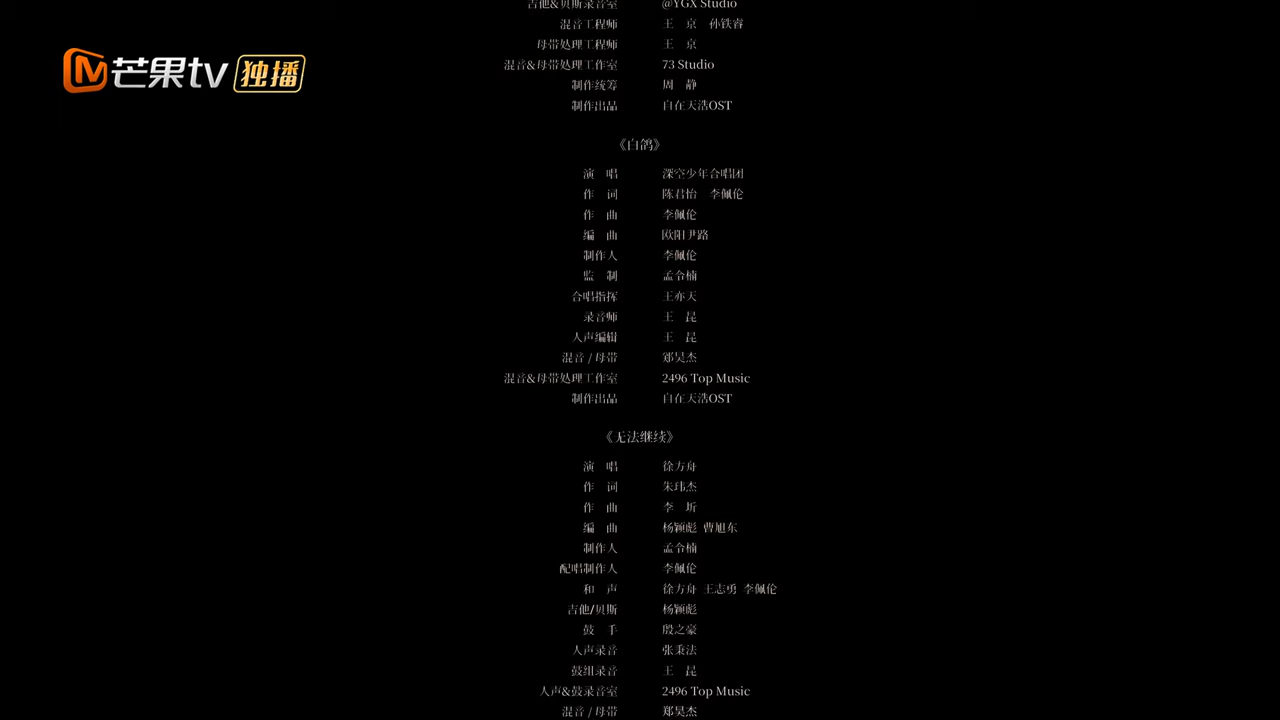 吉他&贝斯录音室 @YGX Studio
混音工程师 王 京 孙铁睿
芒果tv 独播
母带处理工程师 王 京
混音&母带处理工作室 73 Studio
制作统筹 周 静
制作出品 自在天浩OST
《白鸽》
演 唱 深空少年合唱团
作 词 陈君怡 李佩伦
作 曲 李佩伦
编 曲 欧阳尹路
制作人 李佩伦
监 制 孟令楠
合唱指挥 王亦天
录音师 王 昆
人声编辑 王 昆
混音 / 母带 郑昊杰
混音&母带处理工作室 2496 Top Music
制作出品 自在天浩OST
《无法继续》
演 唱 徐方舟
作 词 朱玮杰
作 曲 李 圻
编 曲 杨颖彪 曹旭东
制作人 孟令楠
配唱制作人 李佩伦
和 声 徐方舟 王志勇 李佩伦
吉他/贝斯 杨颖彪
鼓 手 殷之豪
人声录音 张秉法
鼓组录音 王 昆
人声&鼓录音室 2496 Top Music
混音 / 母带 郑昊杰